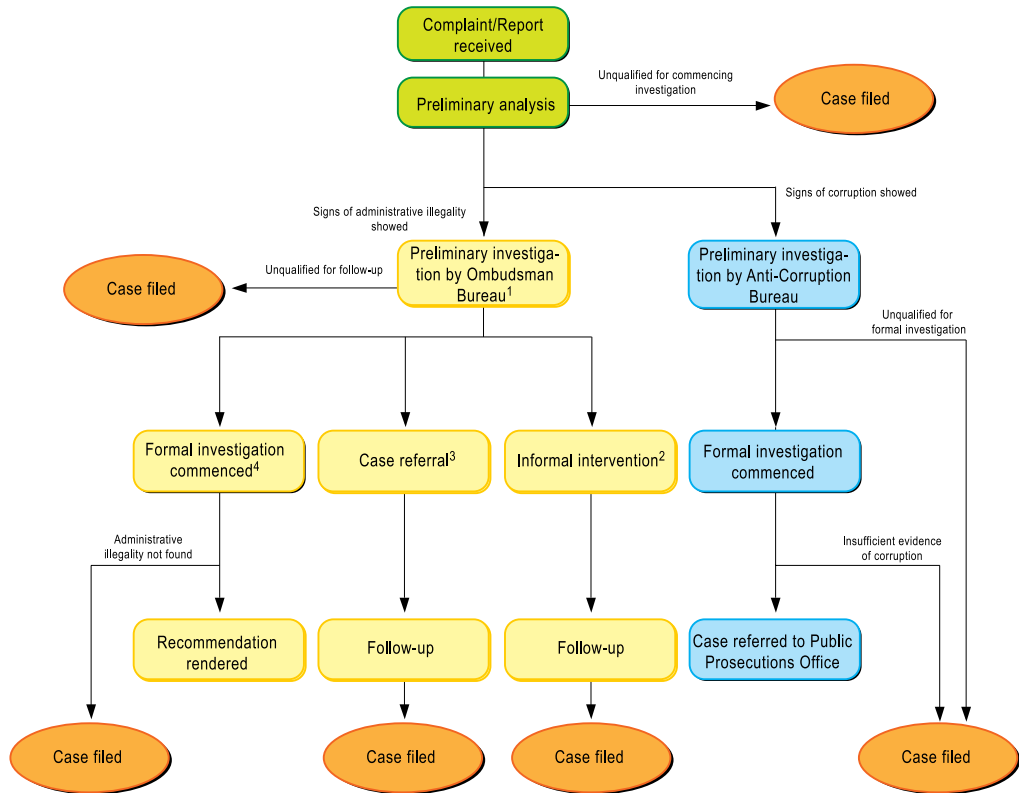 Complaint/Report
received
Unqualified for commencing
investigation
Preliminary analysis
Case filed
Signs of corruption showed
Signs of administrative illegality
showed
Preliminary investiga-
tion by Ombudsman
Bureau1
Preliminary investiga-
tion by Anti-Corruption
Bureau
Unqualified for follow-up
Case filed
Unqualified for
formal investigation
Formal investigation
commenced4
Case referral3
Informal intervention2
Formal investigation
commenced
Administrative
illegality not found
Insufficient evidence
of corruption
Recommendation
rendered
Follow-up
Follow-up
Case referred to Public
Prosecutions Office
Case filed
Case filed
Case filed
Case filed